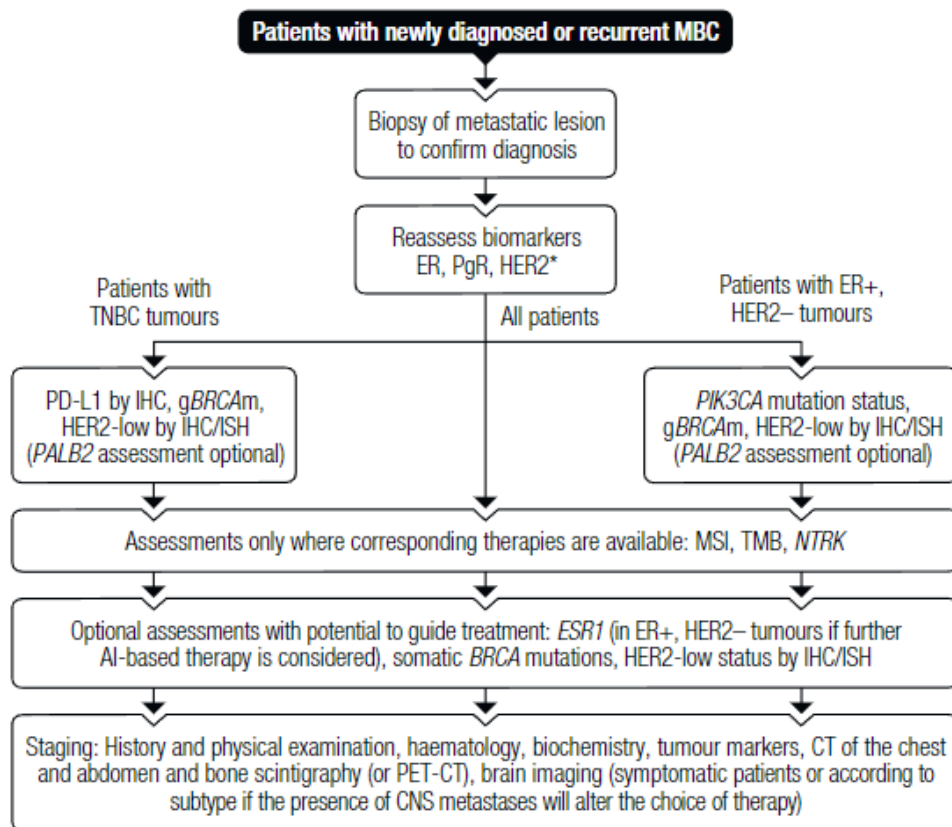 Patients with newly diagnosed or recurrent MBC
Biopsy of metastatic lesion
to confirm diagnosis
Reassess biomarkers
ER, PgR, HER2*
Patients with
TNBC tumours
All patients
Patients with ER+,
HER2– tumours
PD-L1 by IHC, gBRCAm,
HER2-low by IHC/ISH
(PALB2 assessment optional)
PIK3CA mutation status,
gBRCAm, HER2-low by IHC/ISH
(PALB2 assessment optional)
Assessments only where corresponding therapies are available: MSI, TMB, NTRK
Optional assessments with potential to guide treatment: ESR1 (in ER+, HER2– tumours if further
AI-based therapy is considered), somatic BRCA mutations, HER2-low status by IHC/ISH
Staging: History and physical examination, haematology, biochemistry, tumour markers, CT of the chest
and abdomen and bone scintigraphy (or PET-CT), brain imaging (symptomatic patients or according to
subtype if the presence of CNS metastases will alter the choice of therapy)